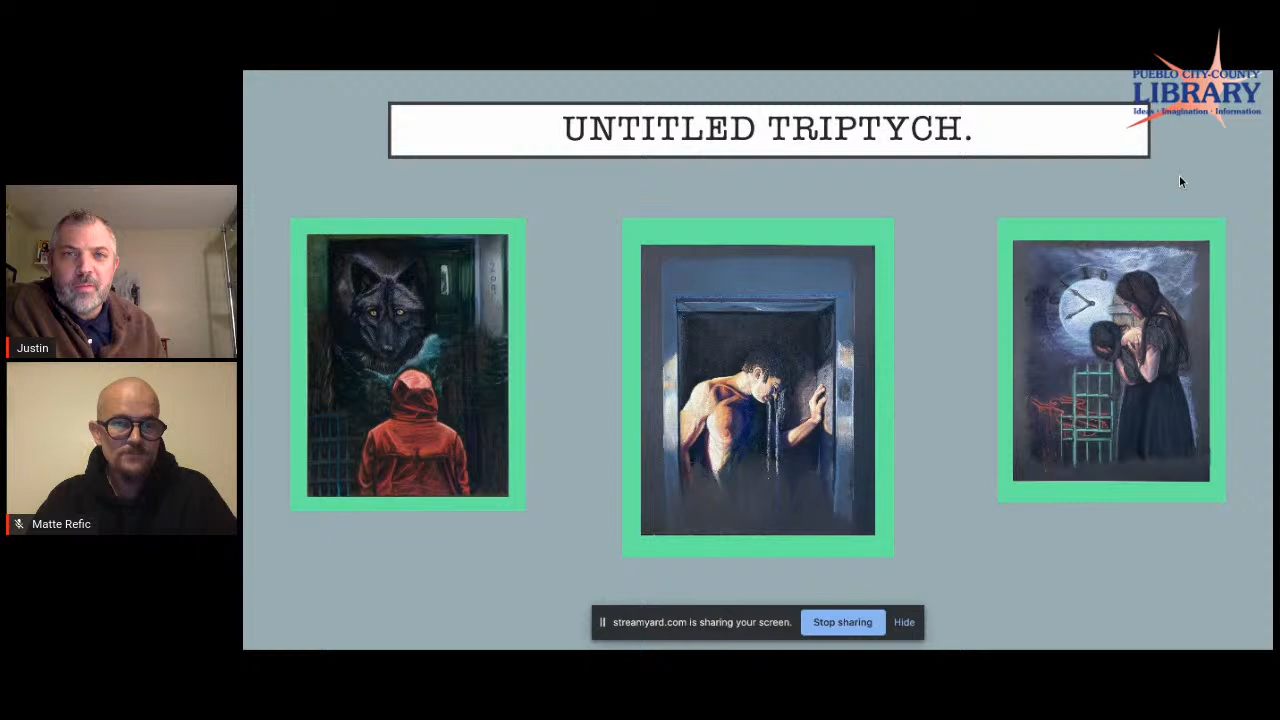 PUEBLO CITY-COUNTY
LIBRARY
Ideas · Imagination · Information
UNTITLED TRIPTYCH.
Justin
Matte Refic
streamyard.com is sharing your screen.
Stop sharing
Hide